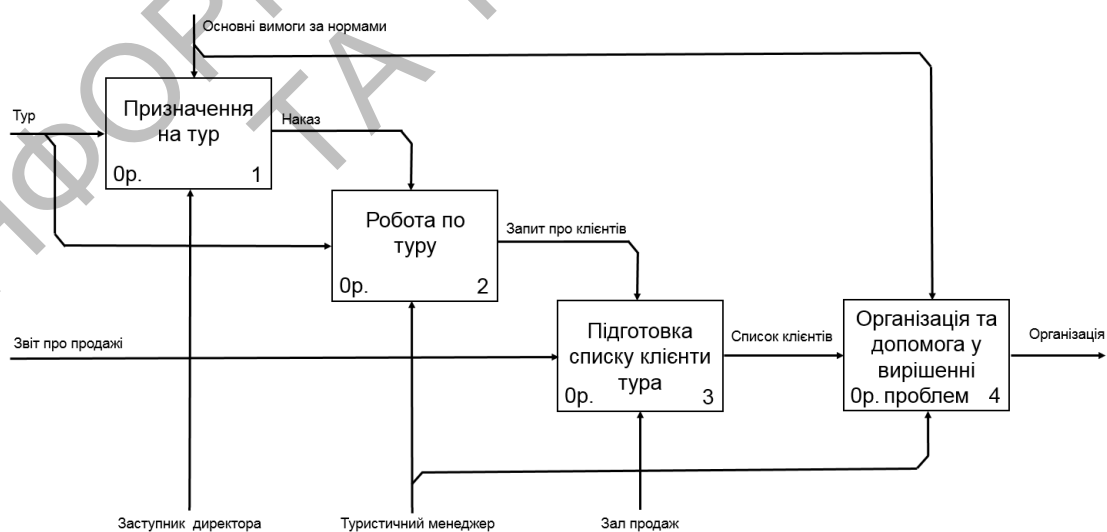 Основні вимоги за нормами
Тур
Призначення
на тур
0р. 1
Наказ
Робота по
туру
0р. 2
Запит про клієнтів
Звіт про продажі
Підготовка
списку клієнти
тура
0р. 3
Список клієнтів
Організація та
допомога у
вирішенні
0р. проблем 4
Організація
Заступник директора
Туристичний менеджер
Зал продаж
ТА